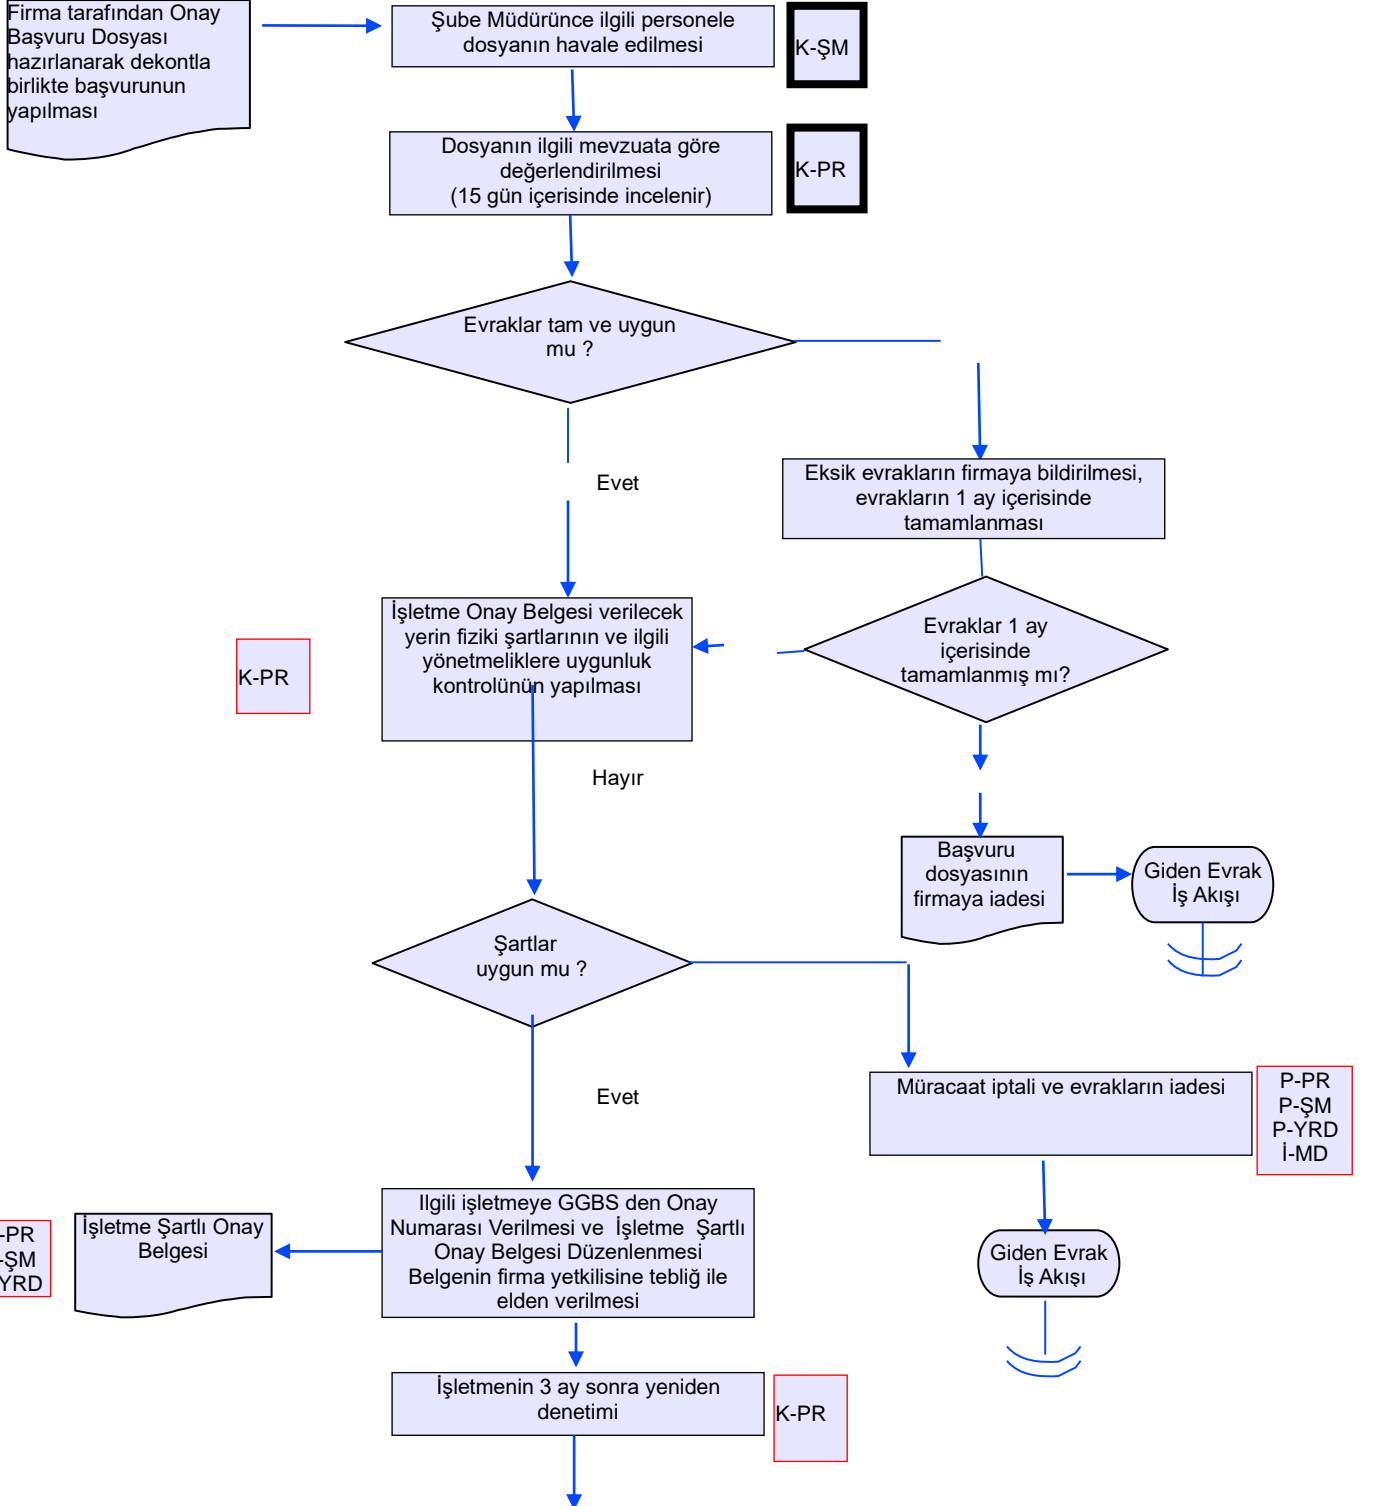 Firma tarafından Onay
Başvuru Dosyası
hazırlanarak dekontla
birlikte başvurunun
yapılması
Şube Müdürünce ilgili personele
dosyanın havale edilmesi
K-ŞM
Dosyanın ilgili mevzuata göre
değerlendirilmesi
(15 gün içerisinde incelenir)
K-PR
Evraklar tam ve uygun
mu ?
Evet
Eksik evrakların firmaya bildirilmesi,
evrakların 1 ay içerisinde
tamamlanması
İşletme Onay Belgesi verilecek
yerin fiziki şartlarının ve ilgili
yönetmeliklere uygunluk
kontrolünün yapılması
K-PR
Evraklar 1 ay
içerisinde
tamamlanmış mı?
Hayır
Başvuru
dosyasının
firmaya iadesi
Giden Evrak
İş Akışı
Şartlar
uygun mu ?
Evet
Müracaat iptali ve evrakların iadesi
P-PR
P-ŞM
P-YRD
İ-MD
Ilgili işletmeye GGBS den Onay
Numarası Verilmesi ve İşletme Şartlı
Onay Belgesi Düzenlenmesi
Belgenin firma yetkilisine tebliğ ile
elden verilmesi
İşletme Şartlı Onay
Belgesi
-PR
-ŞM
YRD
Giden Evrak
İş Akışı
İşletmenin 3 ay sonra yeniden
denetimi
K-PR